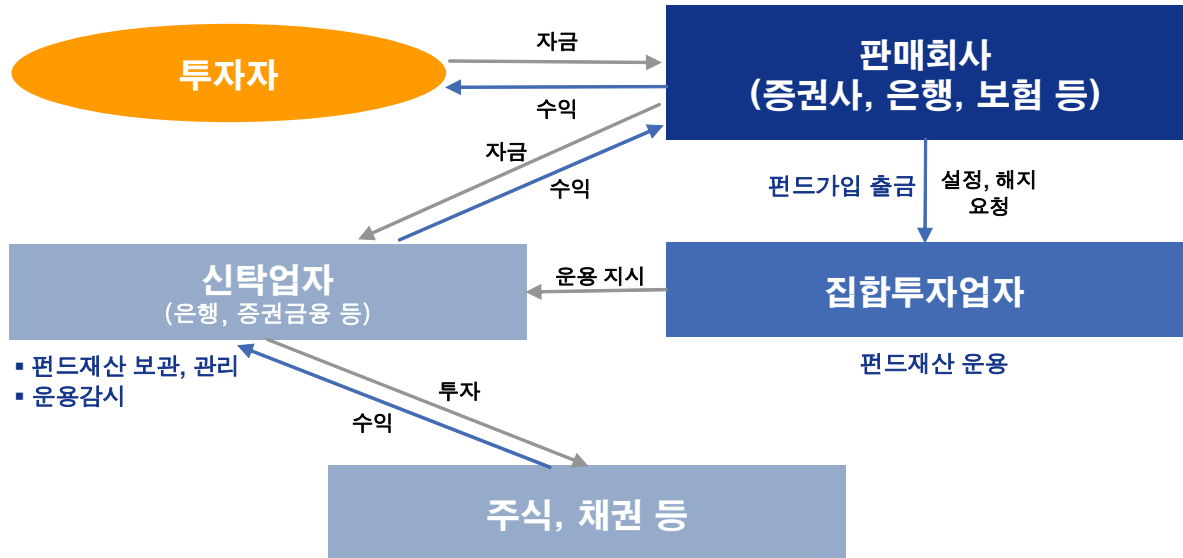 투자자
자금
수익
판매회사
(증권사, 은행, 보험 등)
자금
수익
펀드가입 출금
설정, 해지
요청
신탁업자
(은행, 증권금융 등)
운용 지시
집합투자업자
▪ 펀드재산 보관, 관리
▪ 운용감시
펀드재산 운용
투자
수익
주식, 채권 등